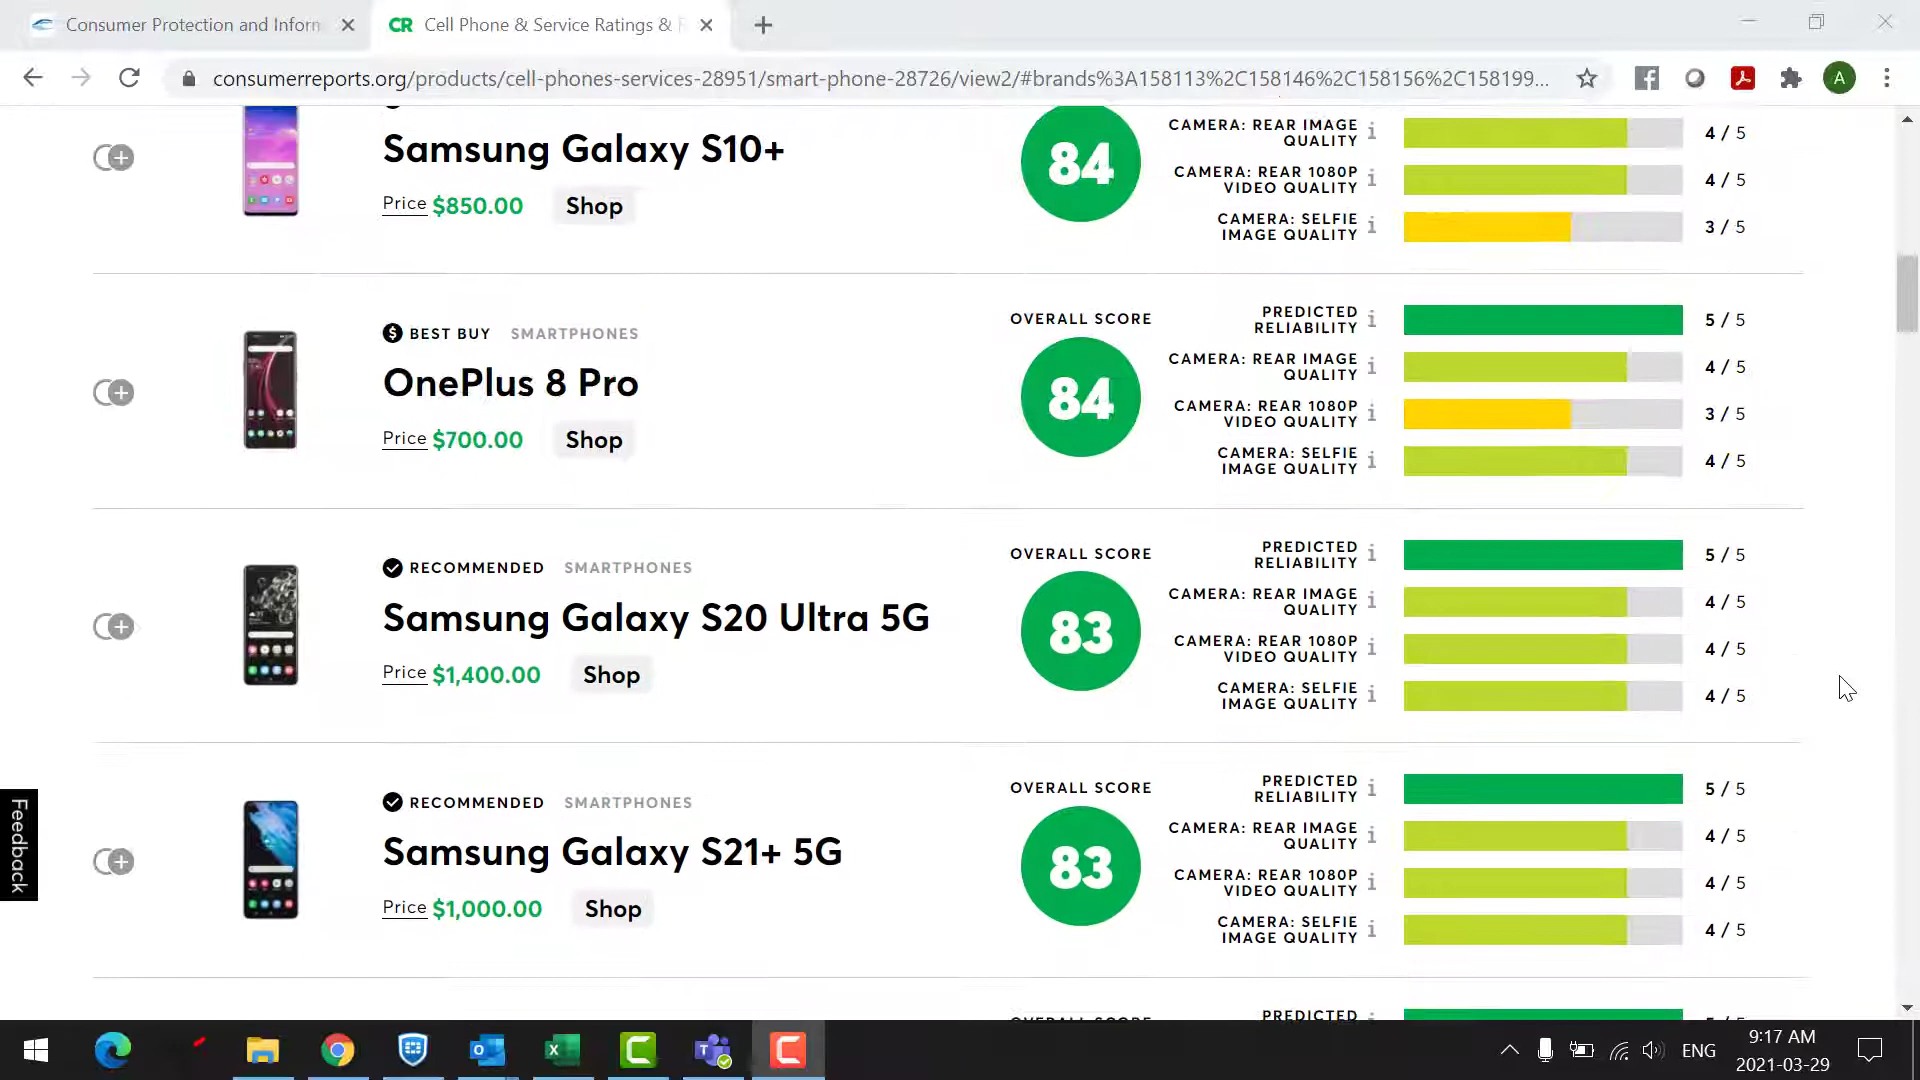 Consumer Protection and Inform
CR Cell Phone & Service Ratings &
consumerreports.org/products/cell-phones-services-28951/smart-phone-28726/view2/#brands%3A158113%2C158146%2C158156%2C158199...
A
Samsung Galaxy S10+
Price $850.00 Shop
84
CAMERA: REAR IMAGE
QUALITY i 4 / 5
CAMERA: REAR 1080P
VIDEO QUALITY i 4 / 5
CAMERA: SELFIE
IMAGE QUALITY i 3 / 5
$ BEST BUY SMARTPHONES
OnePlus 8 Pro
Price $700.00 Shop
OVERALL SCORE
84
PREDICTED
RELIABILITY i 5 / 5
CAMERA: REAR IMAGE
QUALITY i 4 / 5
CAMERA: REAR 1080P
VIDEO QUALITY i 3 / 5
CAMERA: SELFIE
IMAGE QUALITY i 4 / 5
RECOMMENDED SMARTPHONES
Samsung Galaxy S20 Ultra 5G
Price $1,400.00 Shop
OVERALL SCORE
83
PREDICTED
RELIABILITY i 5 / 5
CAMERA: REAR IMAGE
QUALITY i 4 / 5
CAMERA: REAR 1080P
VIDEO QUALITY i 4 / 5
CAMERA: SELFIE
IMAGE QUALITY i 4 / 5
RECOMMENDED SMARTPHONES
Samsung Galaxy S21+ 5G
Price $1,000.00 Shop
OVERALL SCORE
83
PREDICTED
RELIABILITY i 5 / 5
CAMERA: REAR IMAGE
QUALITY i 4 / 5
CAMERA: REAR 1080P
VIDEO QUALITY i 4 / 5
CAMERA: SELFIE
IMAGE QUALITY i 4 / 5
PREDICTED
Feedback
ENG
9:17 AM
2021-03-29